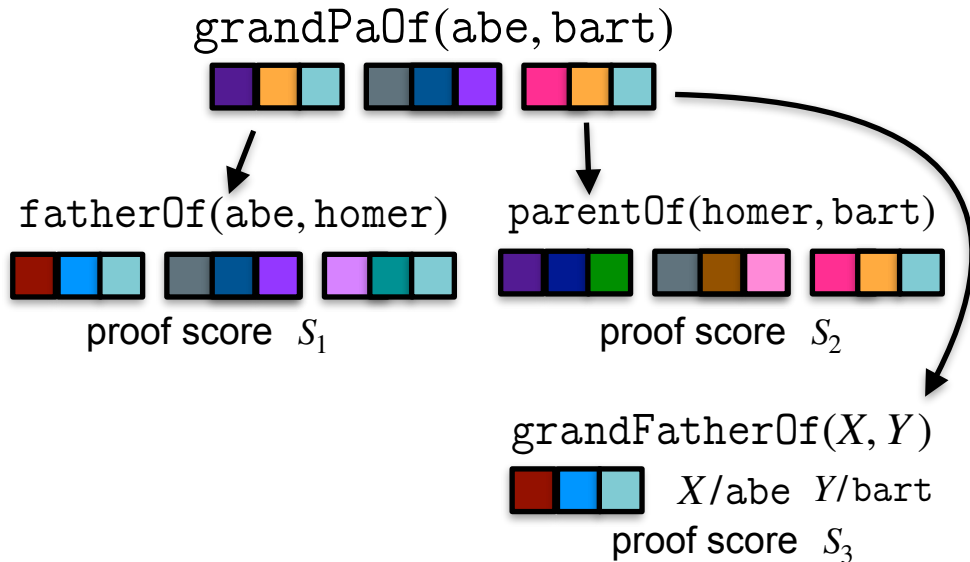 grandPaOf(abe, bart)
fatherOf(abe, homer)
proof score S₁
parentOf(homer, bart)
proof score S₂
grandFatherOf(X, Y)
X/abe Y/bart
proof score S₃